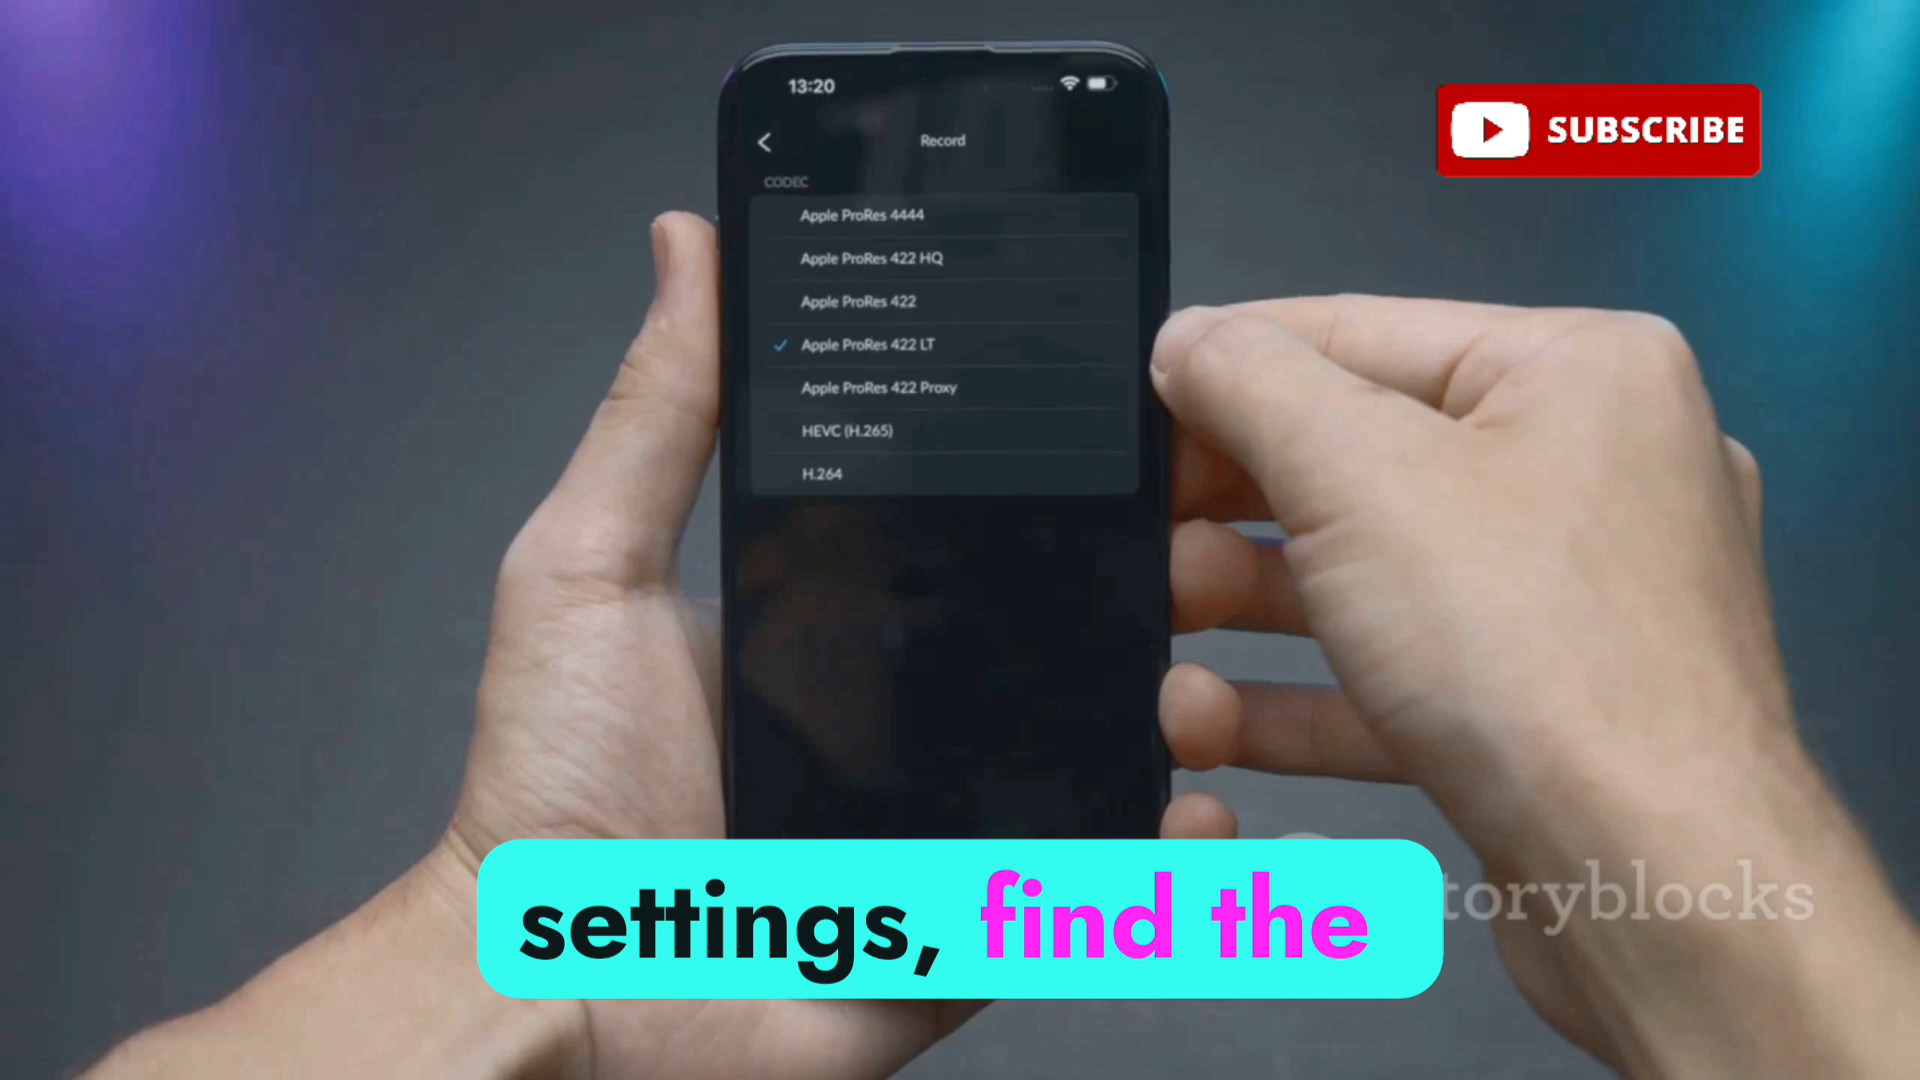 13:20
SUBSCRIBE
Record
CODEC
Apple ProRes 4444
Apple ProRes 422 HQ
Apple ProRes 422
Apple ProRes 422 LT
Apple ProRes 422 Proxy
HEVC (H.265)
H.264
toryblocks
settings, find the